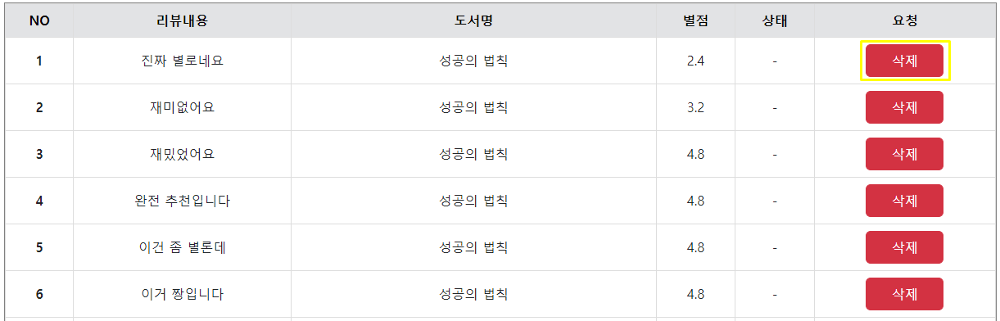 NO 리뷰내용 도서명 별점 상태 요청
1 진짜 별로네요 성공의 법칙 2.4 - 삭제
2 재미없어요 성공의 법칙 3.2 - 삭제
3 재밌었어요 성공의 법칙 4.8 - 삭제
4 완전 추천입니다 성공의 법칙 4.8 - 삭제
5 이건 좀 별론데 성공의 법칙 4.8 - 삭제
6 이거 짱입니다 성공의 법칙 4.8 - 삭제